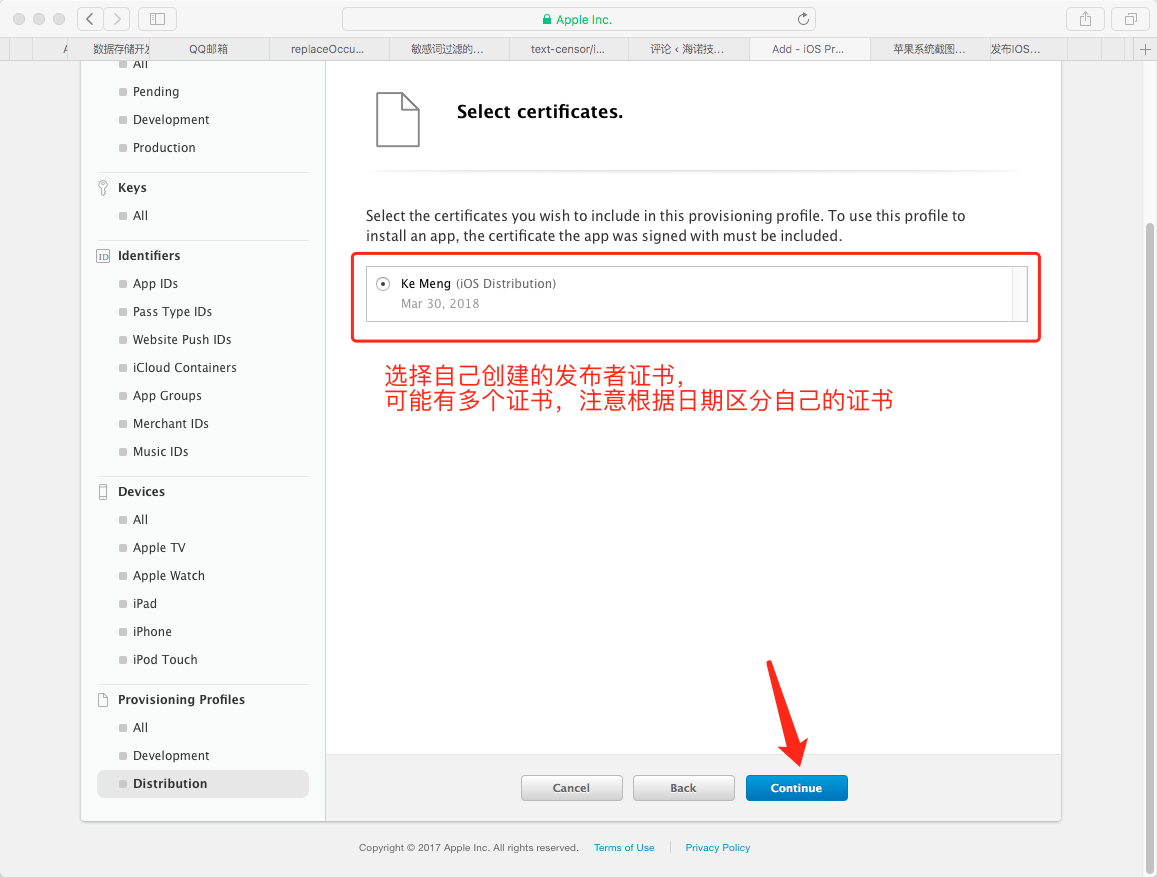 Apple Inc.
数据存储开发
QQ邮箱
replaceOccu...
敏感词过滤的...
text-censor/i...
评论 ‹ 海诺技...
Add - iOS Pr...
苹果系统截图...
发布IOS...
All
Pending
Development
Production
Keys
All
Identifiers
App IDs
Pass Type IDs
Website Push IDs
iCloud Containers
App Groups
Merchant IDs
Music IDs
Devices
All
Apple TV
Apple Watch
iPad
iPhone
iPod Touch
Provisioning Profiles
All
Development
Distribution
Select certificates.
Select the certificates you wish to include in this provisioning profile. To use this profile to
install an app, the certificate the app was signed with must be included.
Ke Meng (iOS Distribution)
Mar 30, 2018
选择自己创建的发布者证书，
可能有多个证书，注意根据日期区分自己的证书
Cancel
Back
Continue
Copyright © 2017 Apple Inc. All rights reserved.
Terms of Use
Privacy Policy